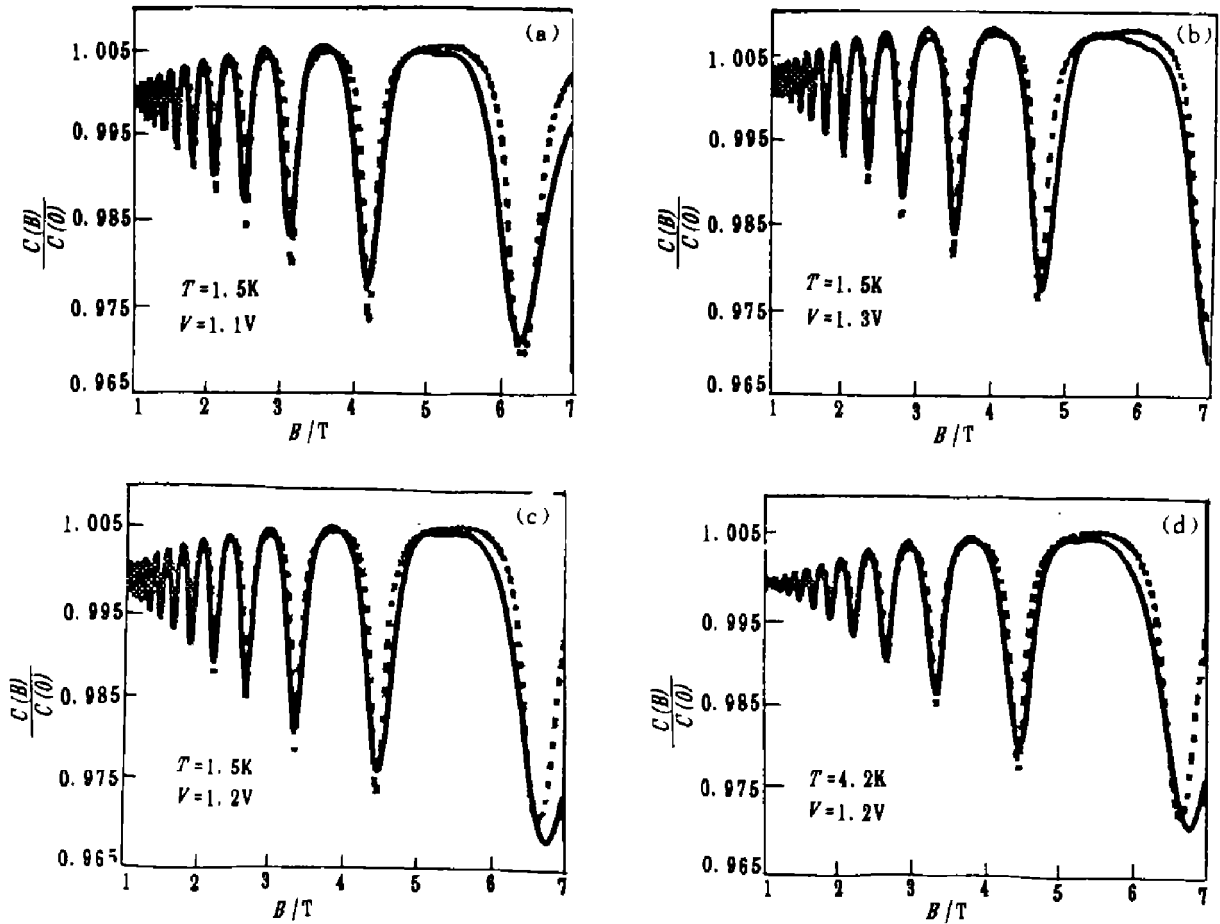 (a)
1.005
0.995
0.985
0.975
0.965
C(B)
C(0)
T=1.5K
V=1.1V
1 2 3 4 5 6 7
B/T
(b)
1.005
0.995
0.985
0.975
0.965
C(B)
C(0)
T=1.5K
V=1.3V
1 2 3 4 5 6 7
B/T
(c)
1.005
0.995
0.985
0.975
0.965
C(B)
C(0)
T=1.5K
V=1.2V
1 2 3 4 5 6 7
B/T
(d)
1.005
0.995
0.985
0.975
0.965
C(B)
C(0)
T=4.2K
V=1.2V
1 2 3 4 5 6 7
B/T